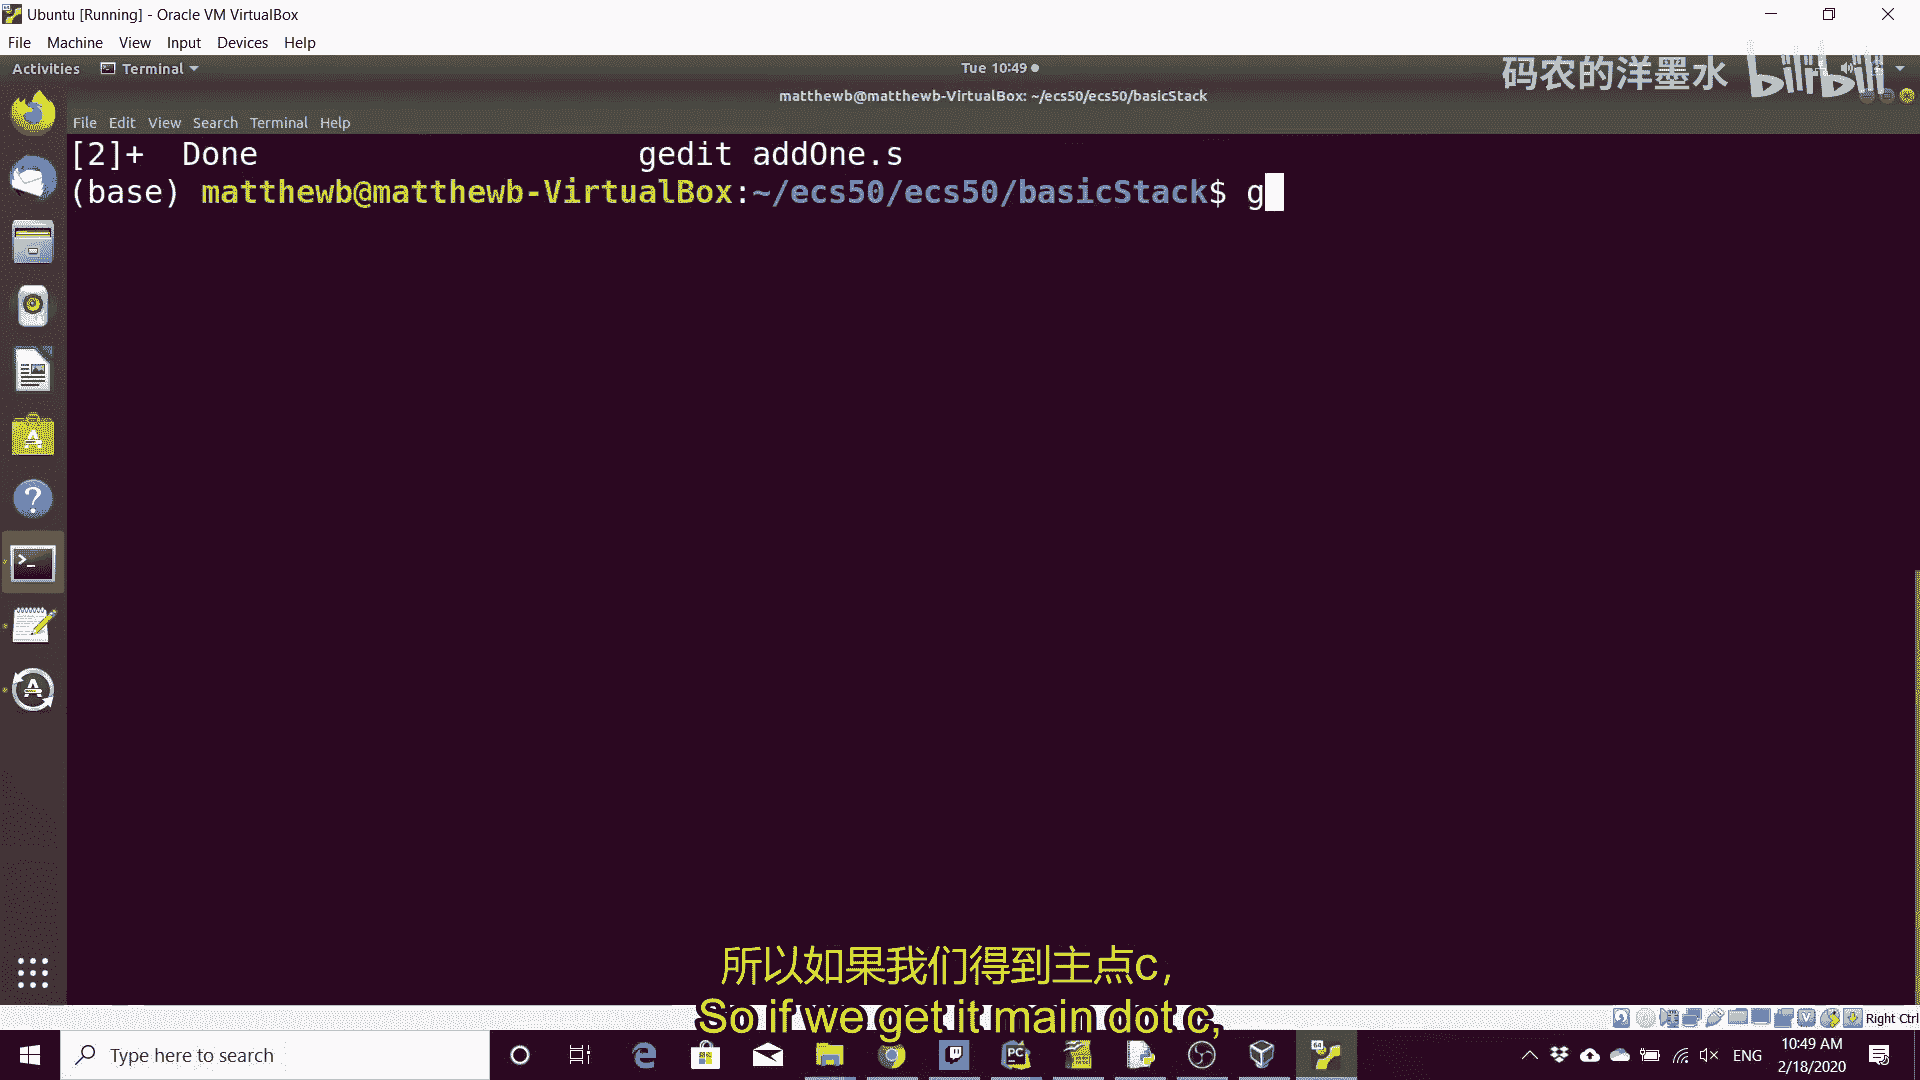 Ubuntu [Running] - Oracle VM VirtualBox
File Machine View Input Devices Help
Activities Terminal Tue 10:49
码农的洋墨水 bilibili
matthewb@matthewb-VirtualBox: ~/ecs50/ecs50/basicStack
File Edit View Search Terminal Help
[2]+ Done gedit addOne.s
(base) matthewb@matthewb-VirtualBox:~/ecs50/ecs50/basicStack$ g
所以如果我们得到主点c，
So if we get it main dot c,
Right Ctrl
Type here to search
ENG
10:49 AM
2/18/2020